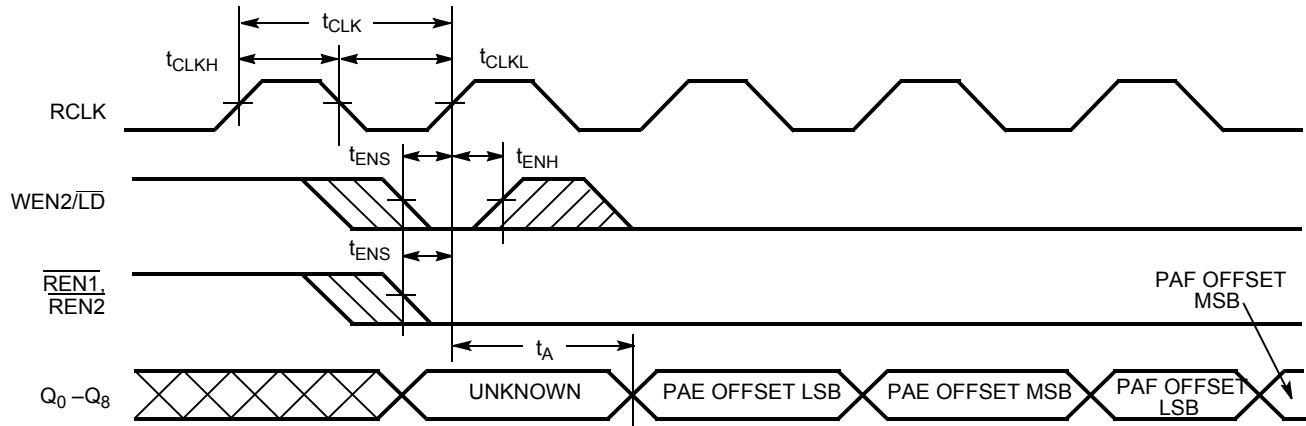 tCLK
tCLKH
tCLKL
RCLK
tENS
tENH
WEN2/LD
tENS
REN1,
REN2
PAF OFFSET
MSB
tA
Q0 –Q8
UNKNOWN
PAE OFFSET LSB
PAE OFFSET MSB
PAF OFFSET
LSB